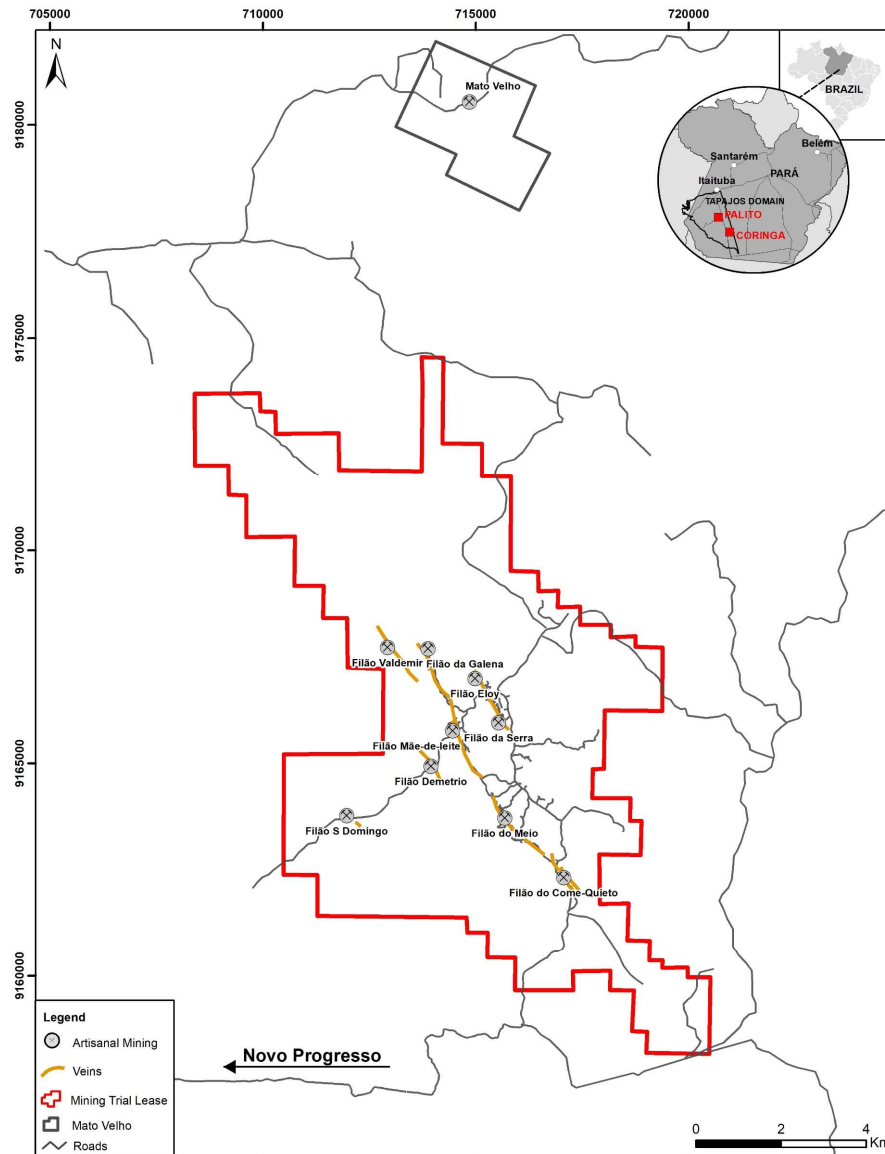 705000
710000
715000
720000
N
Mato Velho
BRAZIL
Belém
Santarém
PARÁ
Itaituba
TAPAJOS DOMAIN
PALITO
CORINGA
9180000
9175000
9170000
9165000
9160000
Filão Valdemir
Filão da Galena
Filão Eloy
Filão da Serra
Filão Mãe-de-leite
Filão Demetrio
Filão S Domingo
Filão do Meio
Filão do Come-Quieto
Novo Progresso
Legend
Artisanal Mining
Veins
Mining Trial Lease
Mato Velho
Roads
0 2 4
Km